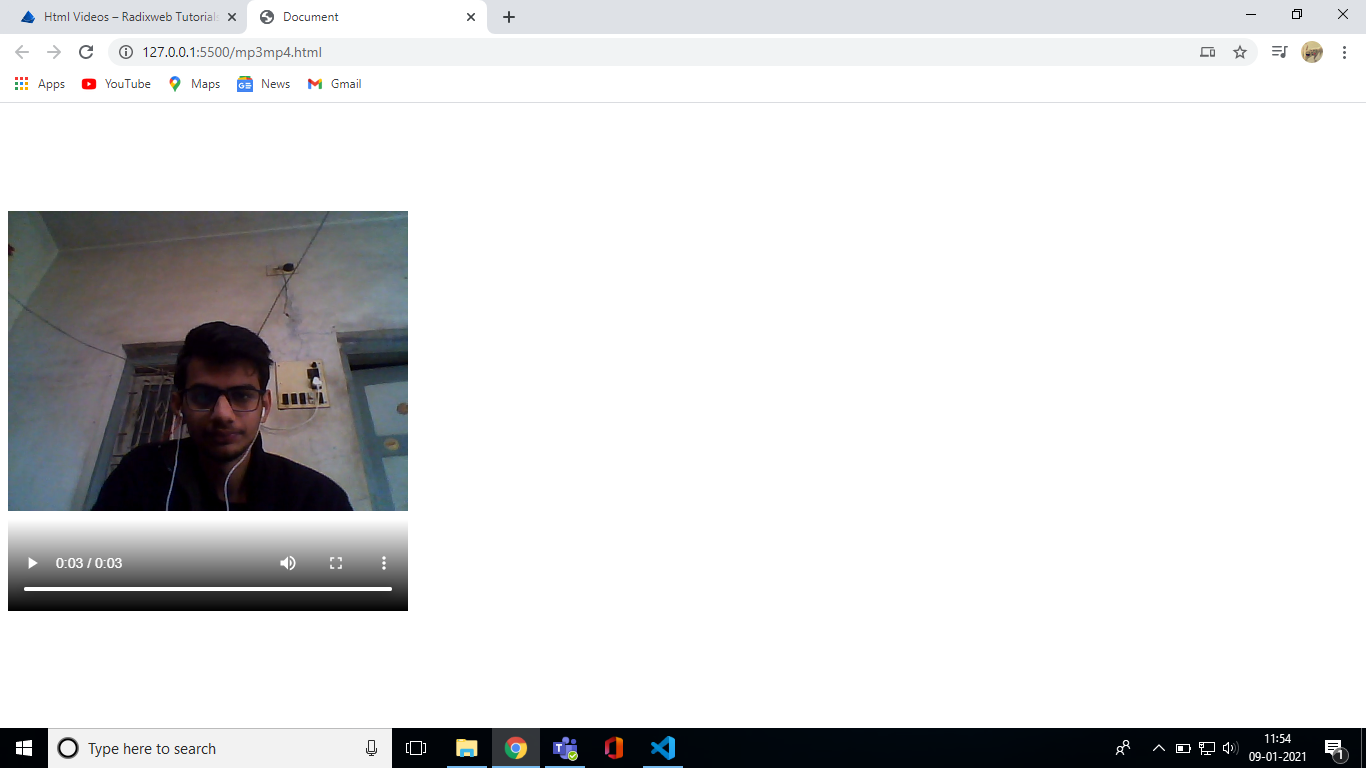 Html Videos – Radixweb Tutorials
Document
127.0.0.1:5500/mp3mp4.html
Apps
YouTube
Maps
News
Gmail
0:03 / 0:03
Type here to search
11:54
09-01-2021
1